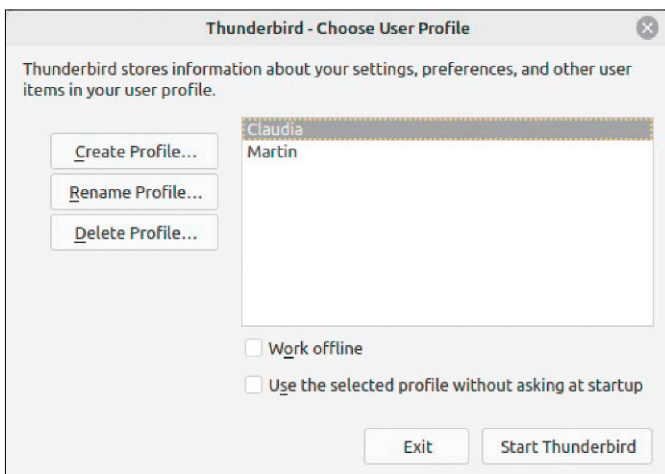 Thunderbird - Choose User Profile
Thunderbird stores information about your settings, preferences, and other user
items in your user profile.
Create Profile...
Rename Profile...
Delete Profile...
Claudia
Martin
Work offline
Use the selected profile without asking at startup
Exit
Start Thunderbird